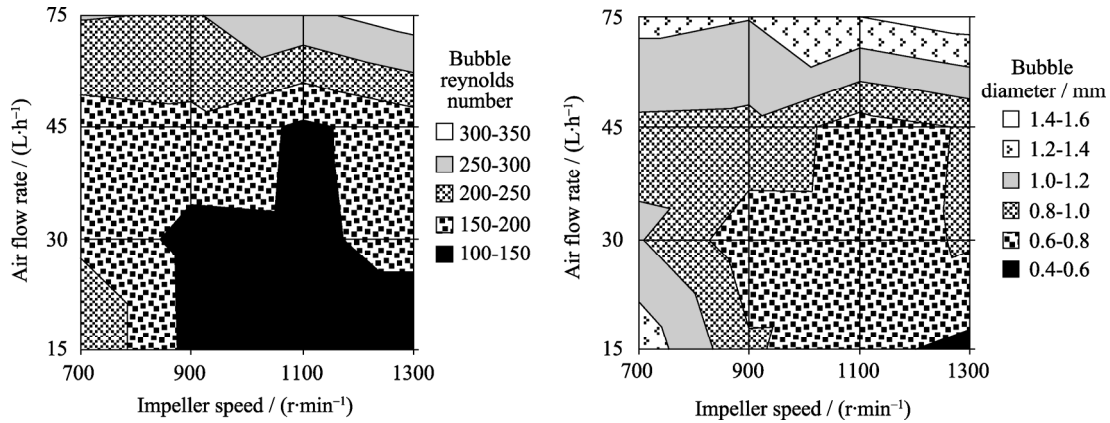 75
45
30
15
Air flow rate / (L·h⁻¹)
700 900 1100 1300
Impeller speed / (r·min⁻¹)
Bubble
reynolds
number
300-350
250-300
200-250
150-200
100-150
75
45
30
15
Air flow rate / (L·h⁻¹)
700 900 1100 1300
Impeller speed / (r·min⁻¹)
Bubble
diameter / mm
1.4-1.6
1.2-1.4
1.0-1.2
0.8-1.0
0.6-0.8
0.4-0.6